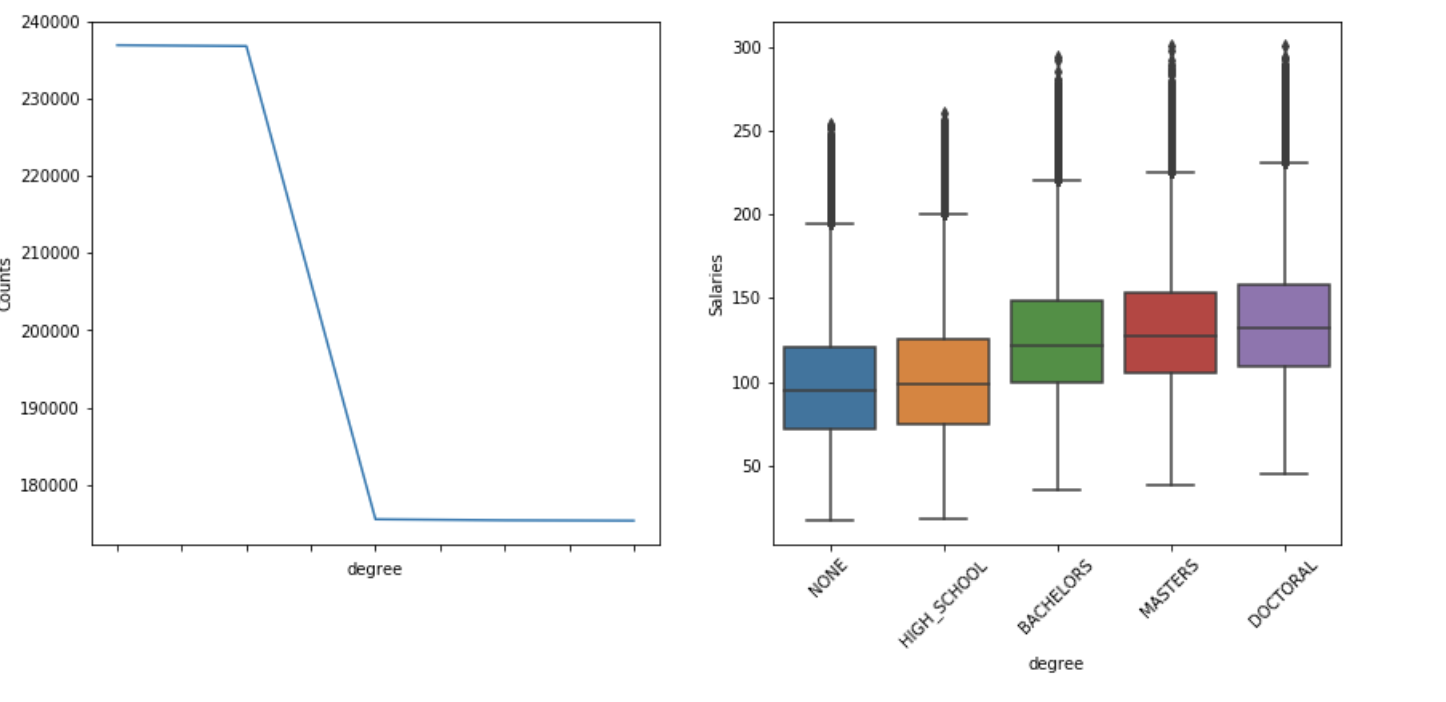 240000
230000
220000
210000
200000
190000
180000
Counts
degree
300
250
200
150
100
50
Salaries
NONE
HIGH_SCHOOL
BACHELORS
MASTERS
DOCTORAL
degree